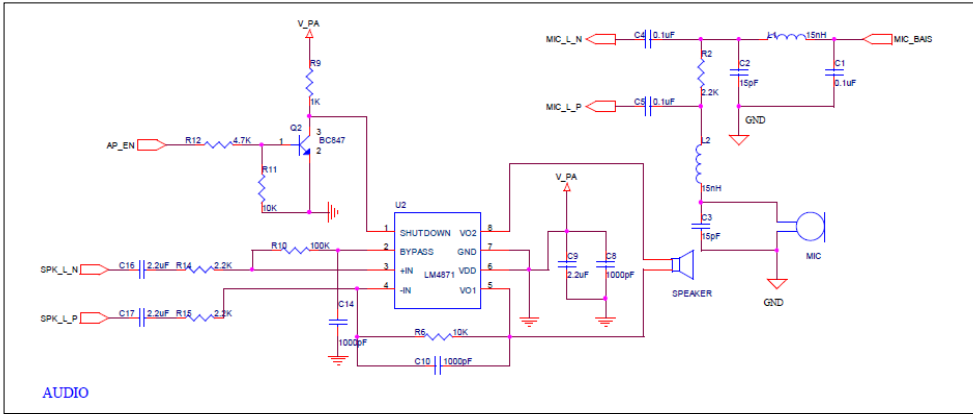 V_PA
R9
1K
Q2
3
BC847
1
2
AP_EN
R12
4.7K
R11
10K
MIC_L_N
C4
0.1uF
L1
15nH
MIC_BAIS
R2
2.2K
C2
15pF
C1
0.1uF
MIC_L_P
C5
0.1uF
GND
L2
15nH
C3
15pF
MIC
GND
V_PA
C9
2.2uF
C8
1000pF
SPEAKER
U2
1 SHUTDOWN VO2 8
2 BYPASS GND 7
3 +IN LM4871 VDD 6
4 -IN VO1 5
R10
100K
SPK_L_N
C16
2.2uF
R14
2.2K
C14
1000pF
SPK_L_P
C17
2.2uF
R15
2.2K
R6
10K
C10
1000pF
AUDIO